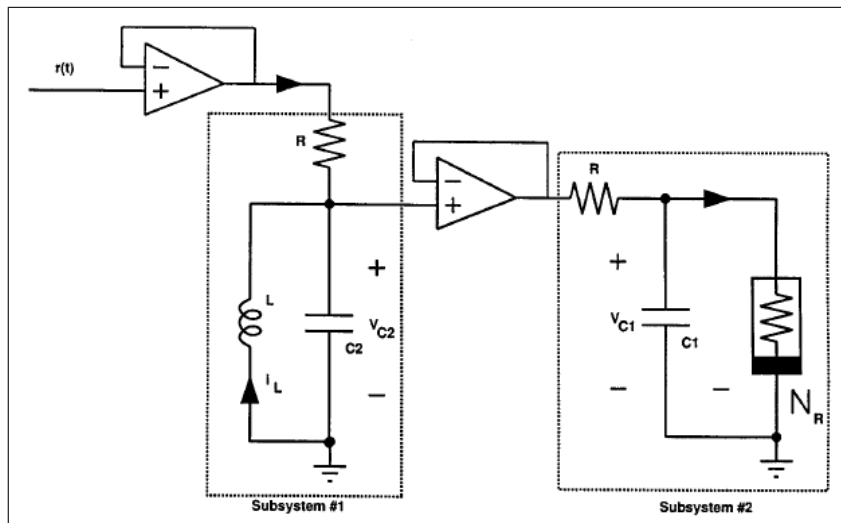 r(t)
−
+
R
−
+
R
L
+
V_C2
C2
−
i_L
+
V_C1
C1
−
−
N_R
Subsystem #1
Subsystem #2